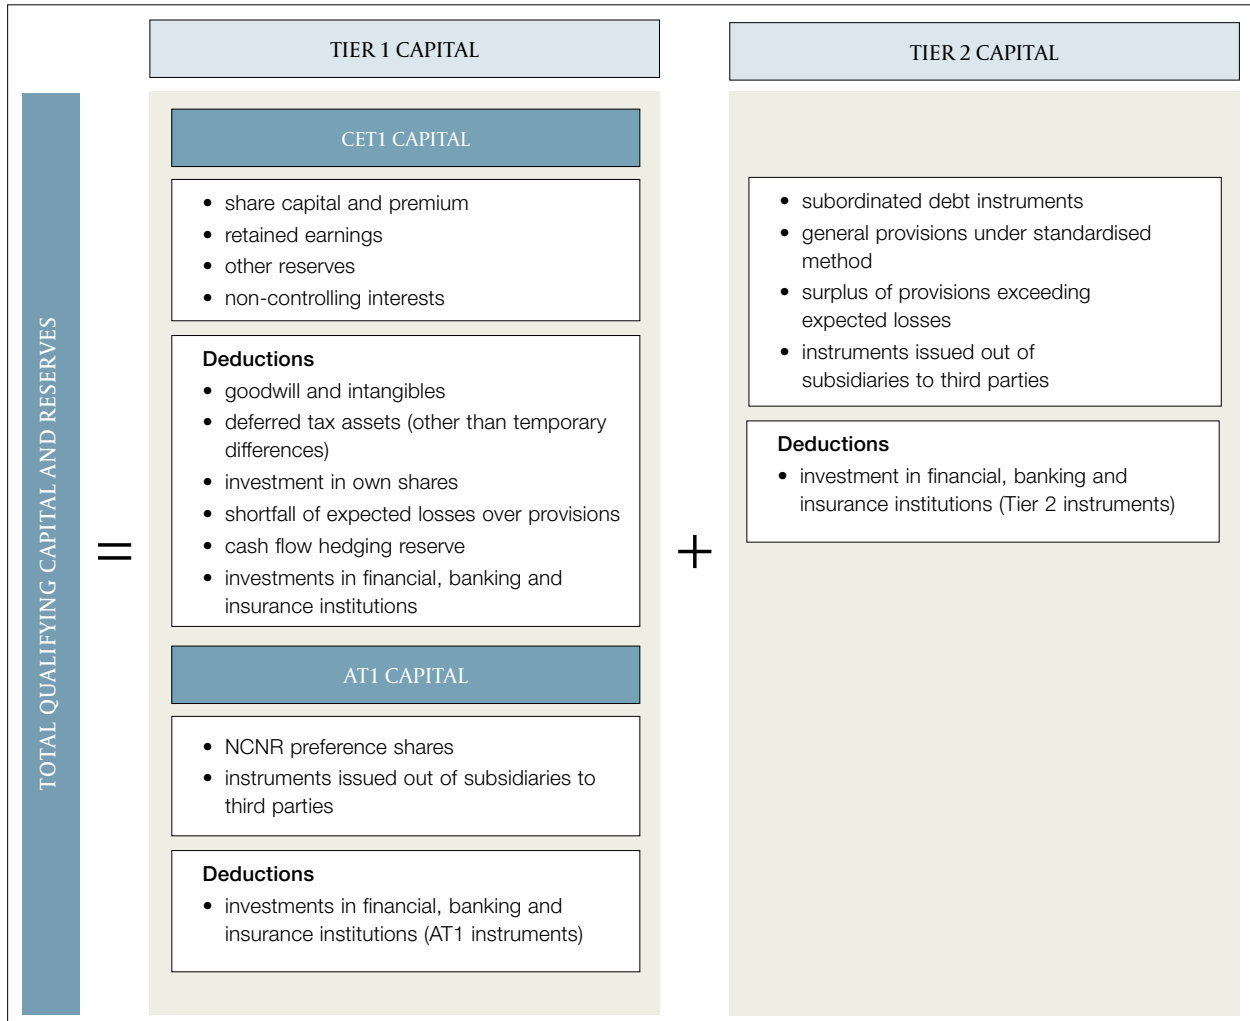 TOTAL QUALIFYING CAPITAL AND RESERVES
=
TIER 1 CAPITAL
CET1 CAPITAL
• share capital and premium
• retained earnings
• other reserves
• non-controlling interests
Deductions
• goodwill and intangibles
• deferred tax assets (other than temporary
differences)
• investment in own shares
• shortfall of expected losses over provisions
• cash flow hedging reserve
• investments in financial, banking and
insurance institutions
AT1 CAPITAL
• NCNR preference shares
• instruments issued out of subsidiaries to
third parties
Deductions
• investments in financial, banking and
insurance institutions (AT1 instruments)
+
TIER 2 CAPITAL
• subordinated debt instruments
• general provisions under standardised
method
• surplus of provisions exceeding
expected losses
• instruments issued out of
subsidiaries to third parties
Deductions
• investment in financial, banking and
insurance institutions (Tier 2 instruments)